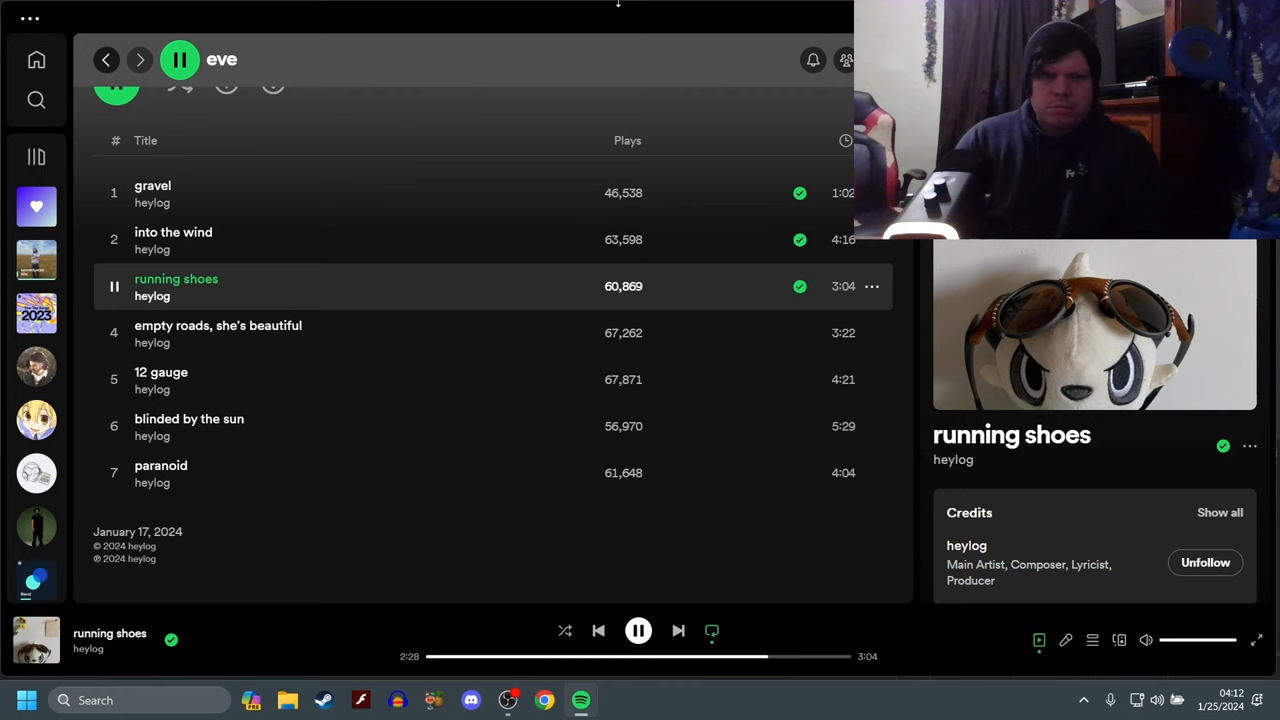 eve
# Title Plays
1 gravel 46,538 1:02
heylog
2 into the wind 63,598 4:16
heylog
running shoes 60,869 3:04
heylog
4 empty roads, she's beautiful 67,262 3:22
heylog
5 12 gauge 67,871 4:21
heylog
6 blinded by the sun 56,970 5:29
heylog
7 paranoid 61,648 4:04
heylog
January 17, 2024
© 2024 heylog
℗ 2024 heylog
2023
running shoes
heylog
Credits Show all
heylog
Main Artist, Composer, Lyricist,
Producer
Unfollow
running shoes
heylog
2:28 3:04
Search
PRE
04:12
1/25/2024